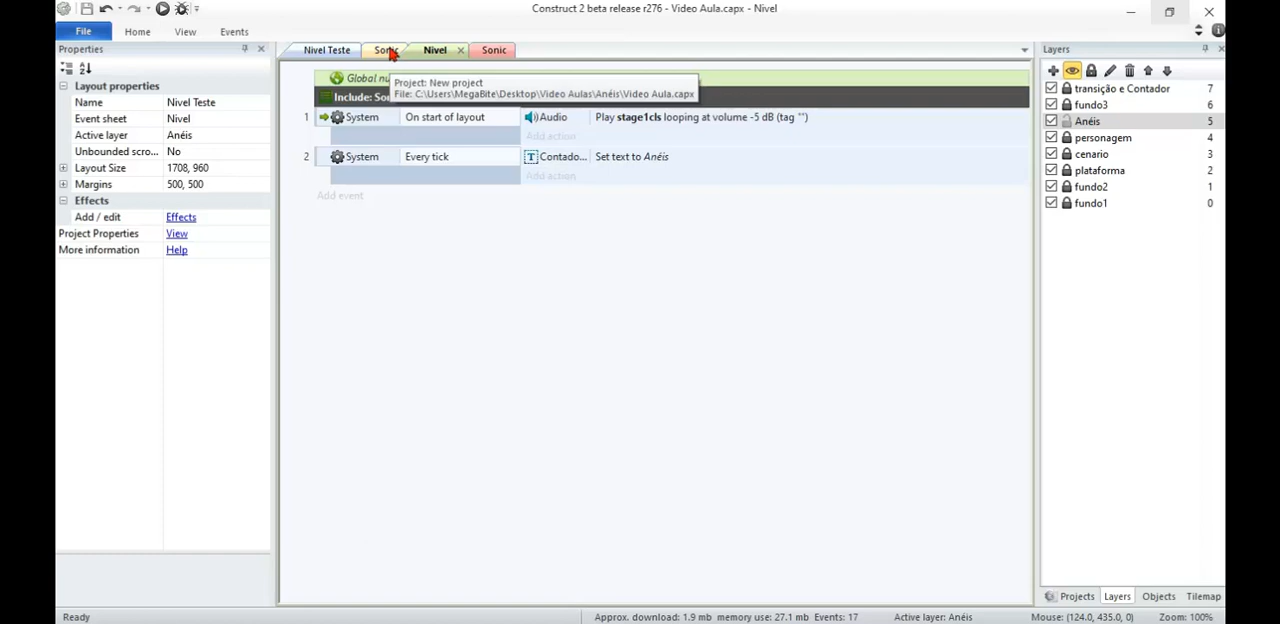 Construct 2 beta release r276 - Video Aula.capx - Nivel
File Home View Events
Properties
Layout properties
Name Nivel Teste
Event sheet Nivel
Active layer Anéis
Unbounded scro... No
Layout Size 1708, 960
Margins 500, 500
Effects
Add / edit Effects
Project Properties View
More information Help
Nivel Teste Sonic Nivel Sonic
Global nu
Project: New project
File: C:\Users\MegaBite\Desktop\Video Aulas\Anéis\Video Aula.capx
Include: So
1 System On start of layout Audio Play stage1cls looping at volume -5 dB (tag "")
Add action
2 System Every tick T Contado... Set text to Anéis
Add action
Add event
Layers
transição e Contador 7
fundo3 6
Anéis 5
personagem 4
cenario 3
plataforma 2
fundo2 1
fundo1 0
Projects Layers Objects Tilemap
Ready Approx. download: 1.9 mb memory use: 27.1 mb Events: 17 Active layer: Anéis Mouse: (124.0, 435.0, 0) Zoom: 100%